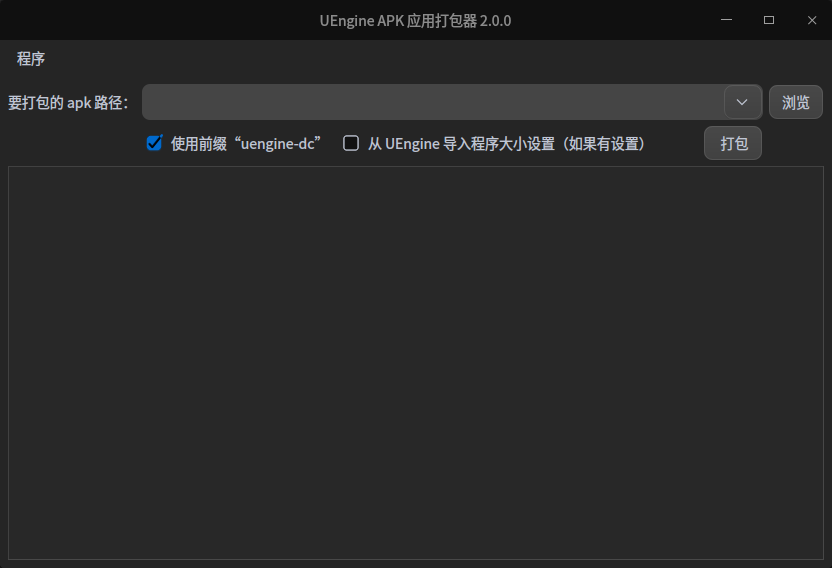 UEngine APK 应用打包器 2.0.0
程序
要打包的 apk 路径： 浏览
使用前缀“uengine-dc” 从 UEngine 导入程序大小设置（如果有设置） 打包